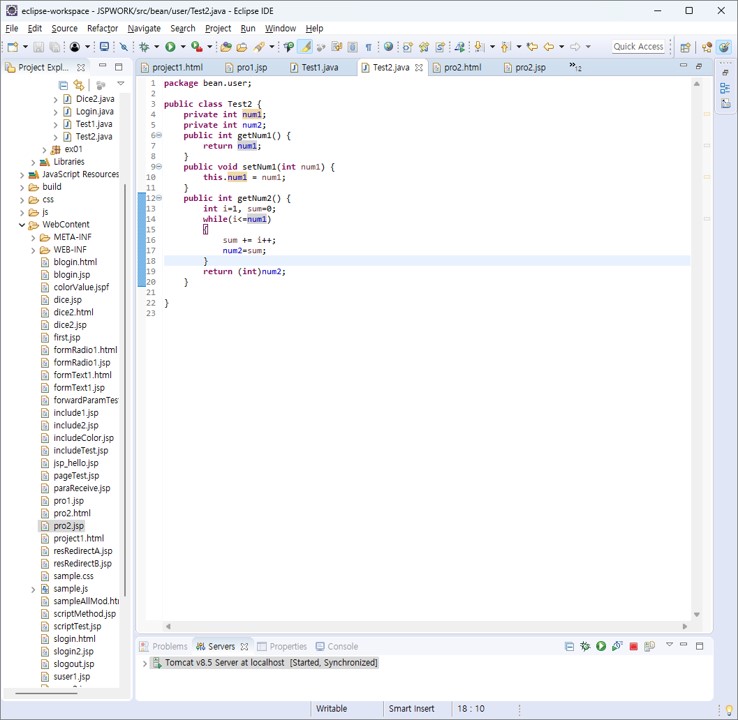 eclipse-workspace - JSPWORK/src/bean/user/Test2.java - Eclipse IDE
File Edit Source Refactor Navigate Search Project Run Window Help
Quick Access
Project Expl...
project1.html
pro1.jsp
Test1.java
Test2.java
pro2.html
pro2.jsp
»12
Dice2.java
Login.java
Test1.java
Test2.java
ex01
Libraries
JavaScript Resources
build
css
js
WebContent
META-INF
WEB-INF
blogin.html
blogin.jsp
colorValue.jspf
dice.jsp
dice2.html
dice2.jsp
first.jsp
formRadio1.html
formRadio1.jsp
formText1.html
formText1.jsp
forwardParamTes
include1.jsp
include2.jsp
includeColor.jsp
includeTest.jsp
jsp_hello.jsp
pageTest.jsp
paraReceive.jsp
pro1.jsp
pro2.html
pro2.jsp
project1.html
resRedirectA.jsp
resRedirectB.jsp
sample.css
sample.js
sampleAllMod.htm
scriptMethod.jsp
scriptTest.jsp
slogin.html
slogin2.jsp
slogout.jsp
suser1.jsp
1 package bean.user;
2
3 public class Test2 {
4     private int num1;
5     private int num2;
6     public int getNum1() {
7         return num1;
8     }
9     public void setNum1(int num1) {
10         this.num1 = num1;
11     }
12     public int getNum2() {
13         int i=1, sum=0;
14         while(i<=num1)
15         {
16             sum += i++;
17             num2=sum;
18         }
19         return (int)num2;
20     }
21
22 }
23
Problems Servers Properties Console
Tomcat v8.5 Server at localhost [Started, Synchronized]
Writable Smart Insert 18 : 10